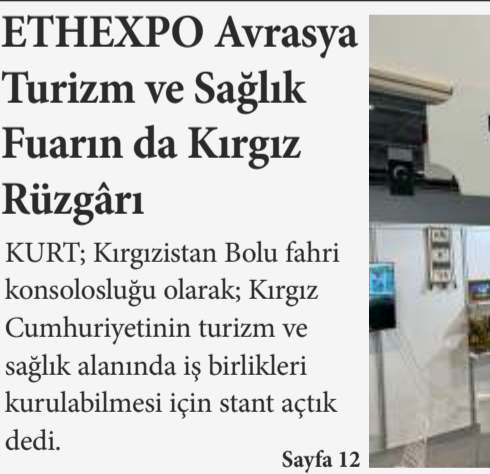 ETHEXPO Avrasya
Turizm ve Sağlık
Fuarın da Kırgız
Rüzgârı
KURT; Kırgızistan Bolu fahri
konsolosluğu olarak; Kırgız
Cumhuriyetinin turizm ve
sağlık alanında iş birlikleri
kurulabilmesi için stant açtık
dedi.
Sayfa 12